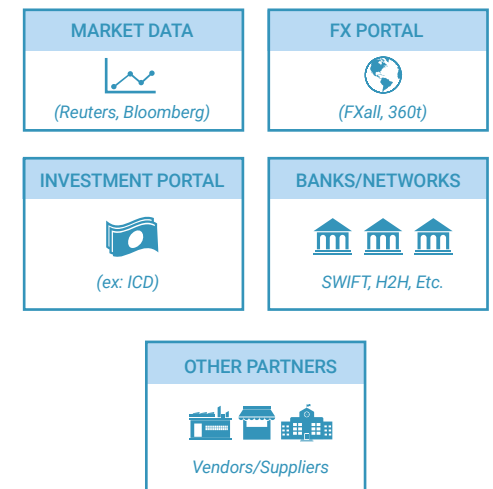 MARKET DATA
(Reuters, Bloomberg)
FX PORTAL
(FXall, 360t)
INVESTMENT PORTAL
(ex: ICD)
BANKS/NETWORKS
SWIFT, H2H, Etc.
OTHER PARTNERS
Vendors/Suppliers